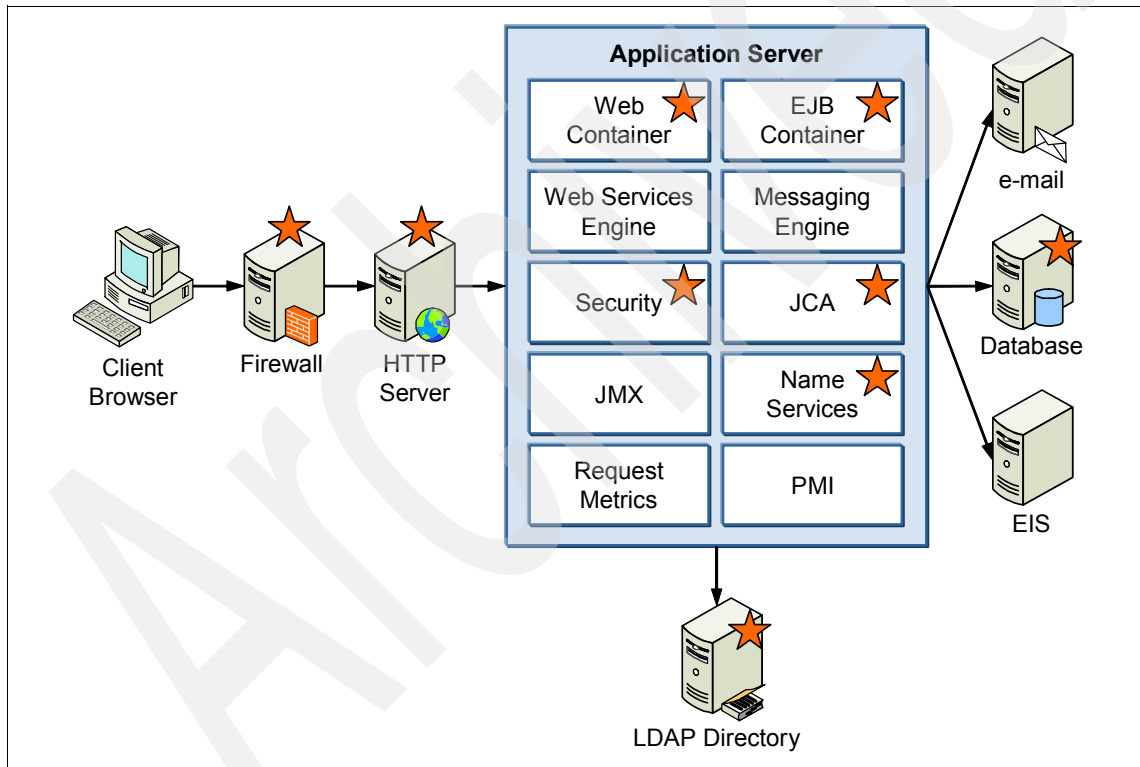 Application Server
Web
Container
EJB
Container
Web Services
Engine
Messaging
Engine
Security
JCA
JMX
Name
Services
Request
Metrics
PMI
Client
Browser
Firewall
HTTP
Server
e-mail
Database
EIS
LDAP Directory
Archived